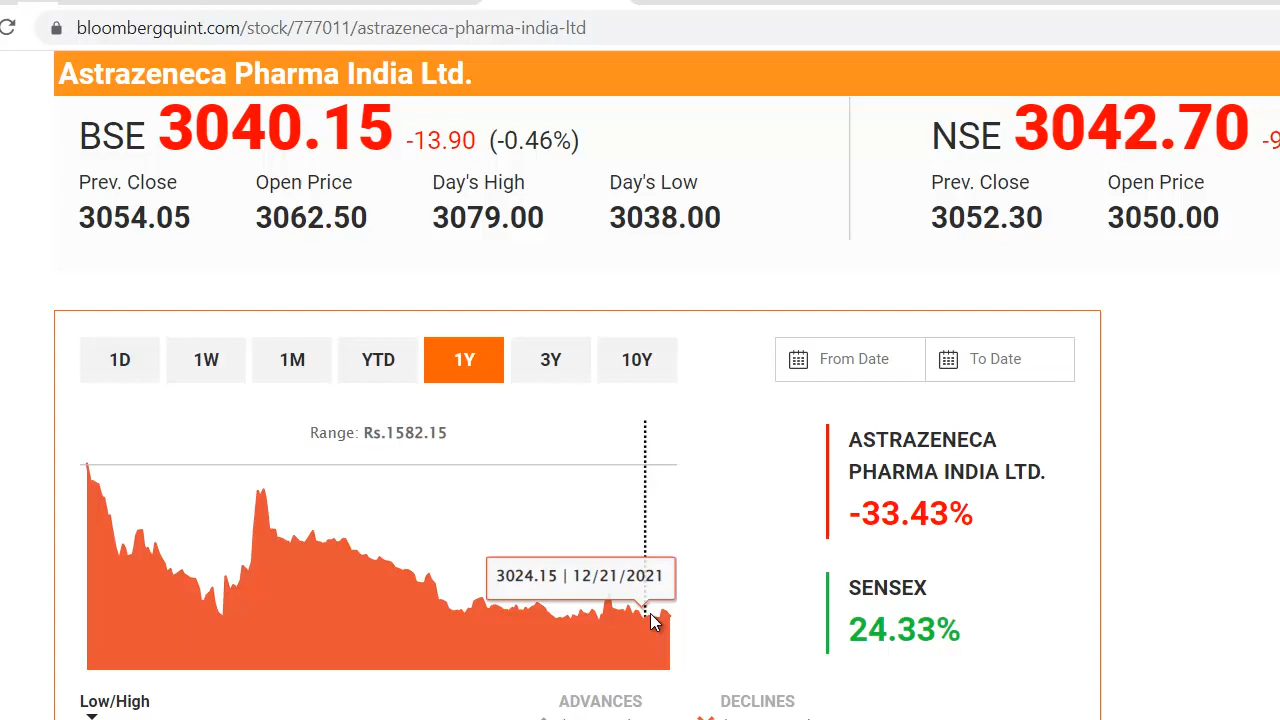 bloombergquint.com/stock/777011/astrazeneca-pharma-india-ltd
Astrazeneca Pharma India Ltd.
BSE 3040.15 -13.90 (-0.46%)
Prev. Close Open Price Day's High Day's Low
3054.05 3062.50 3079.00 3038.00
NSE 3042.70 -9
Prev. Close Open Price
3052.30 3050.00
1D 1W 1M YTD 1Y 3Y 10Y
From Date To Date
Range: Rs.1582.15
3024.15 | 12/21/2021
ASTRAZENECA
PHARMA INDIA LTD.
-33.43%
SENSEX
24.33%
Low/High
ADVANCES DECLINES